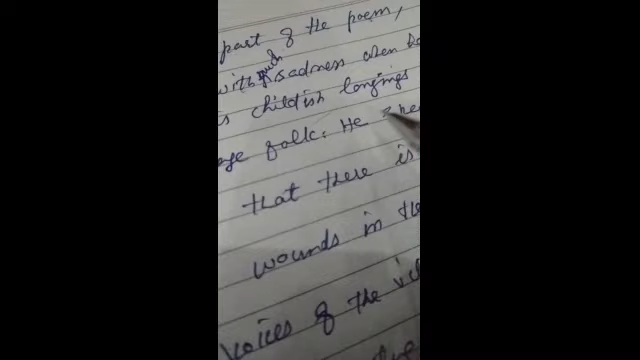 part of the poem,
with such sadness when
childish longings
folk. He
that there is
wounds in the
voices of the